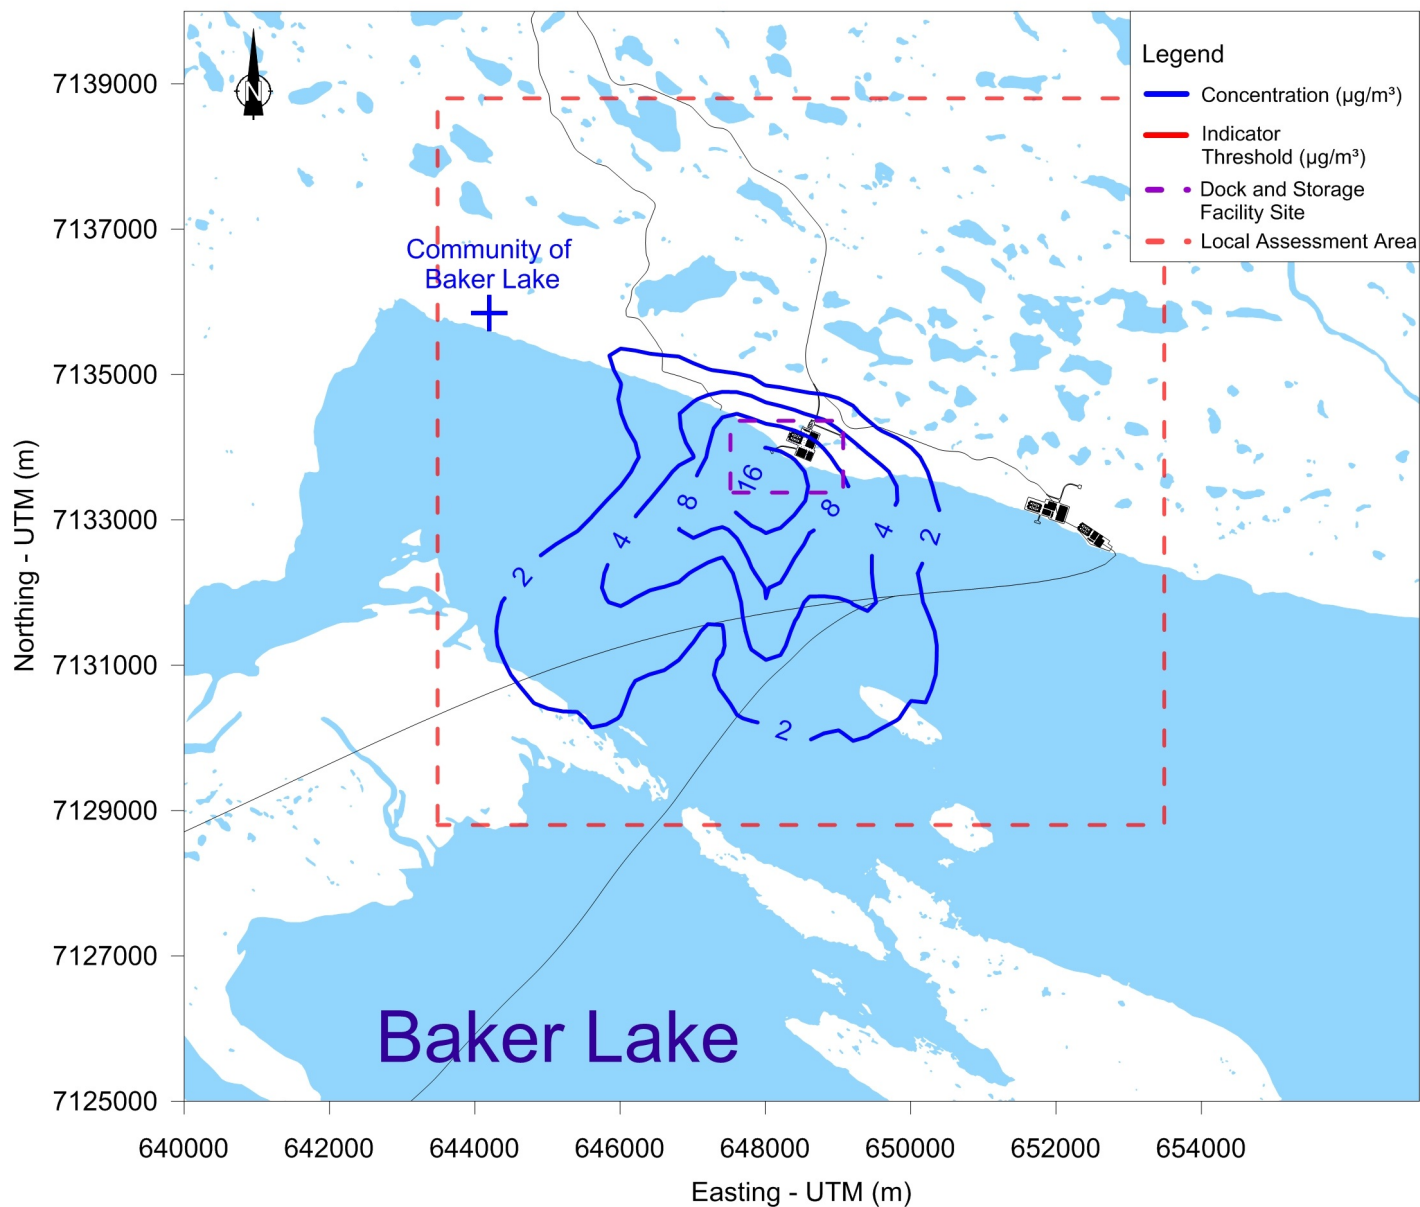 N
Legend
Concentration (µg/m³)
Indicator
Threshold (µg/m³)
Dock and Storage
Facility Site
Local Assessment Area
7139000
7137000
7135000
7133000
7131000
7129000
7127000
7125000
Northing - UTM (m)
Community of
Baker Lake
16
8
8
4
4
2
2
2
Baker Lake
640000
642000
644000
646000
648000
650000
652000
654000
Easting - UTM (m)